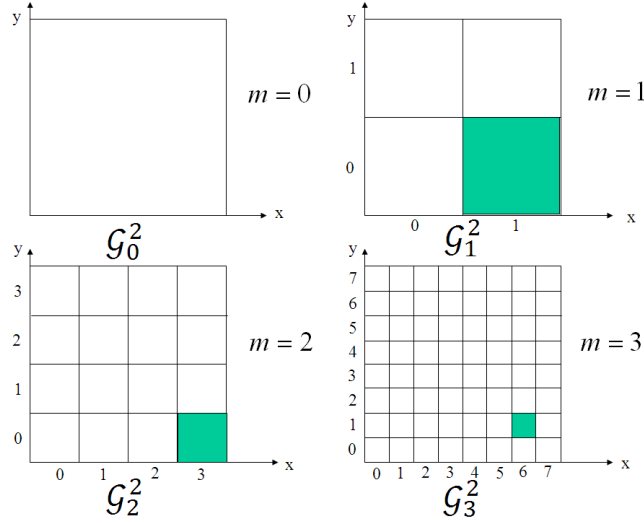 y
m = 0
x
𝒢₀²
y
1
0
m = 1
x
0 1
𝒢₁²
y
3
2
1
0
m = 2
x
0 1 2 3
𝒢₂²
y
7
6
5
4
3
2
1
0
m = 3
x
0 1 2 3 4 5 6 7
𝒢₃²